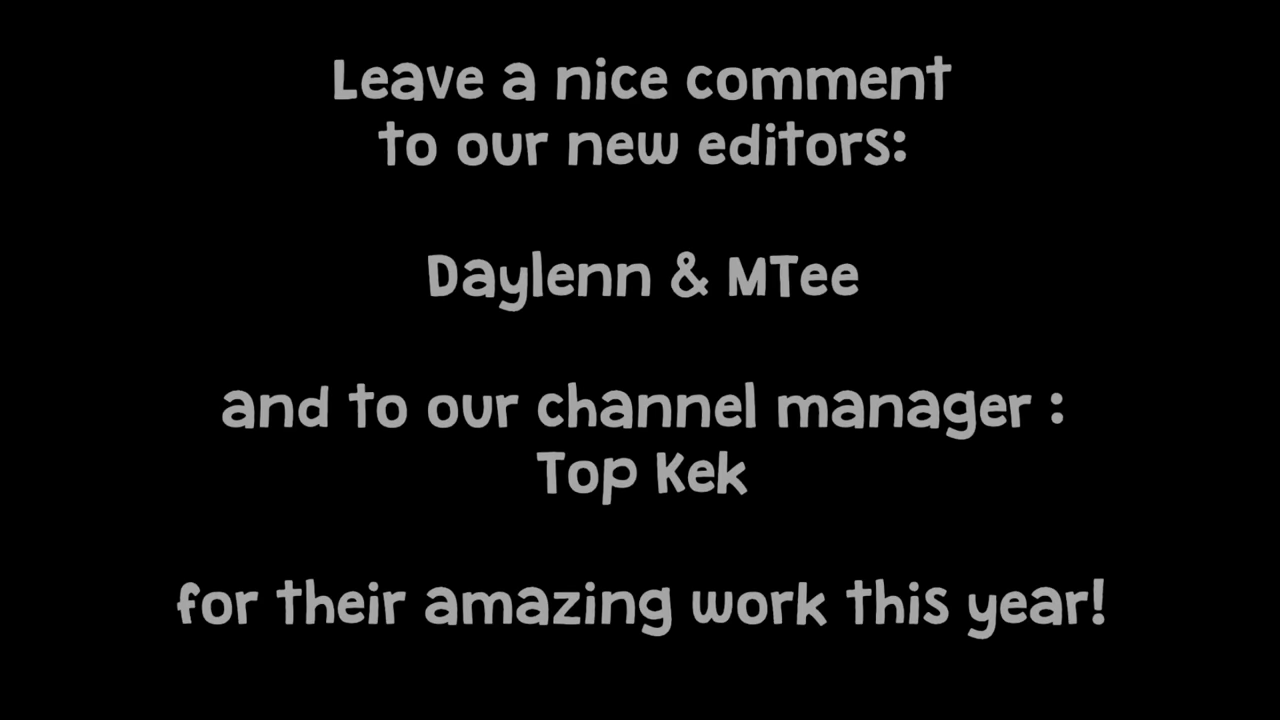 Leave a nice comment
to our new editors:
Daylenn & MTee
and to our channel manager :
Top Kek
for their amazing work this year!